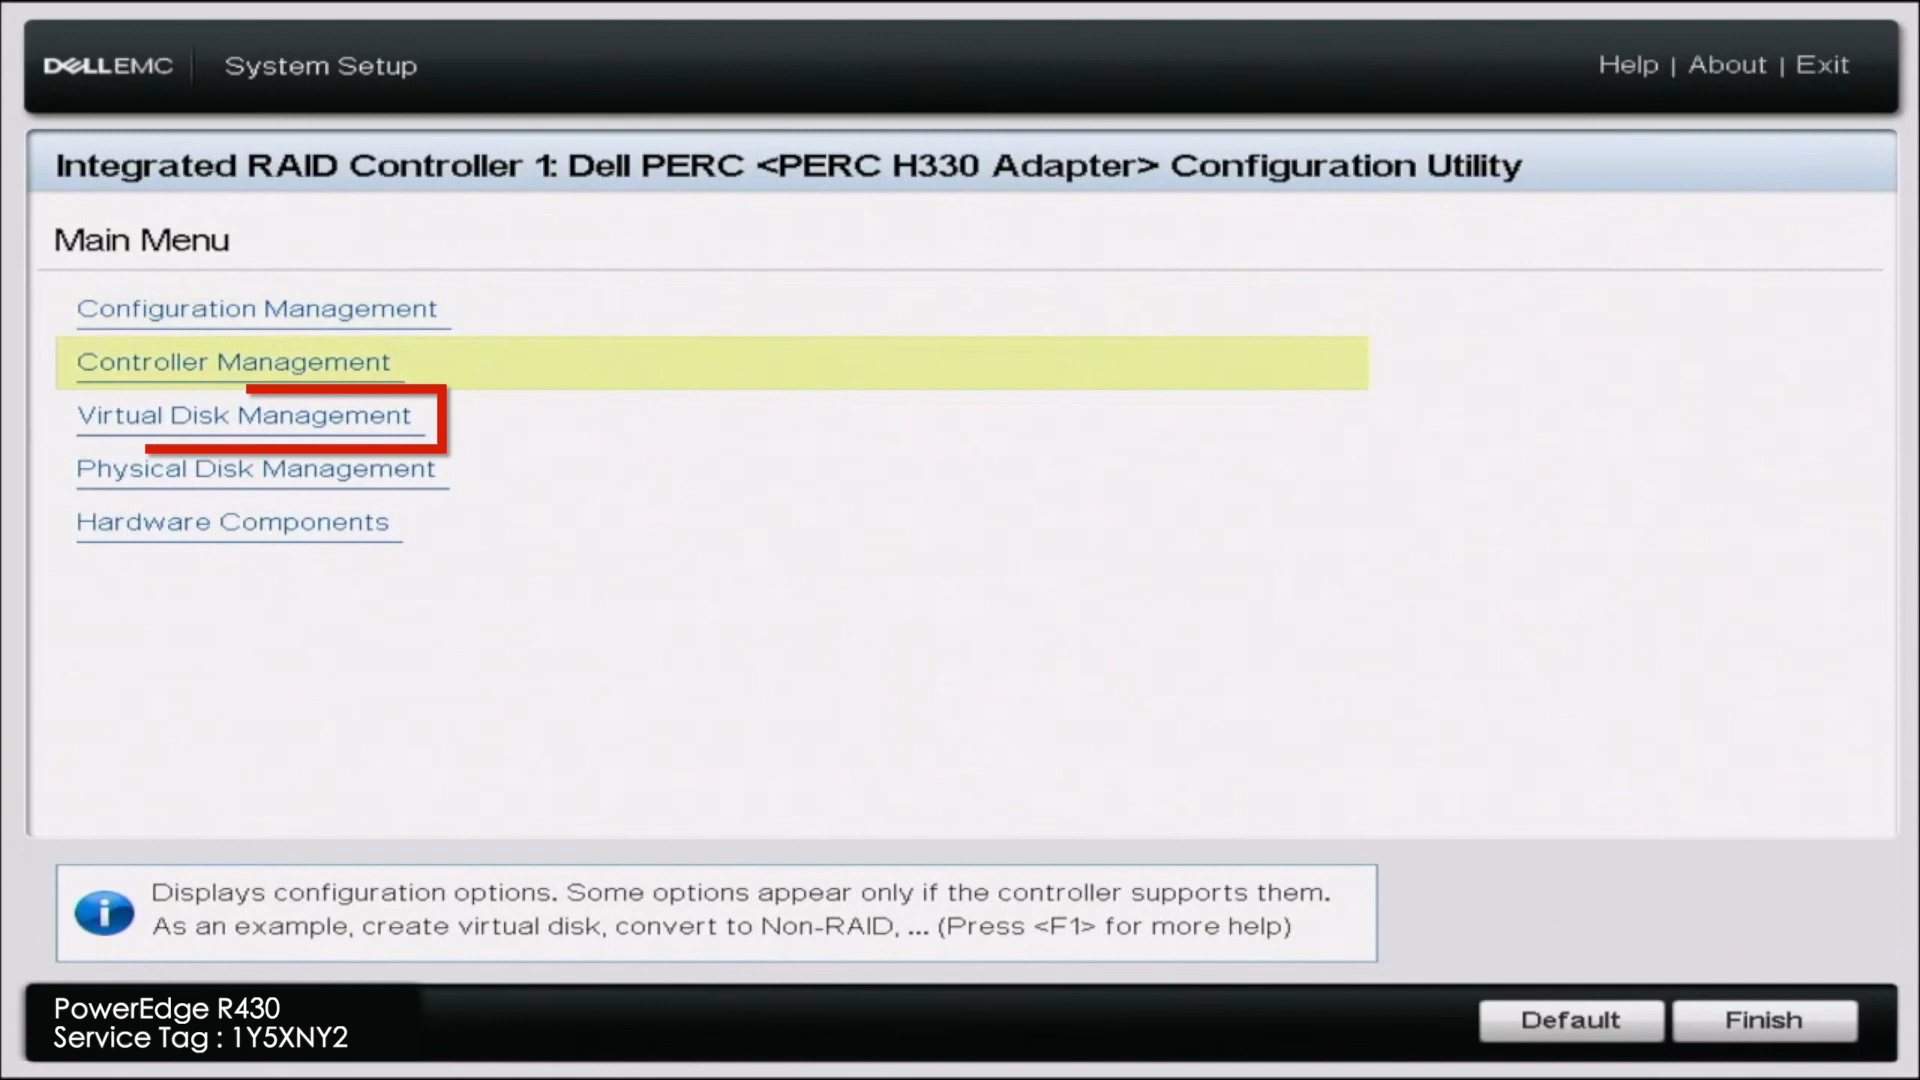 DELLEMC System Setup Help | About | Exit
Integrated RAID Controller 1: Dell PERC <PERC H330 Adapter> Configuration Utility
Main Menu
Configuration Management
Controller Management
Virtual Disk Management
Physical Disk Management
Hardware Components
Displays configuration options. Some options appear only if the controller supports them.
As an example, create virtual disk, convert to Non-RAID, ... (Press <F1> for more help)
PowerEdge R430
Service Tag : 1Y5XNY2
Default Finish